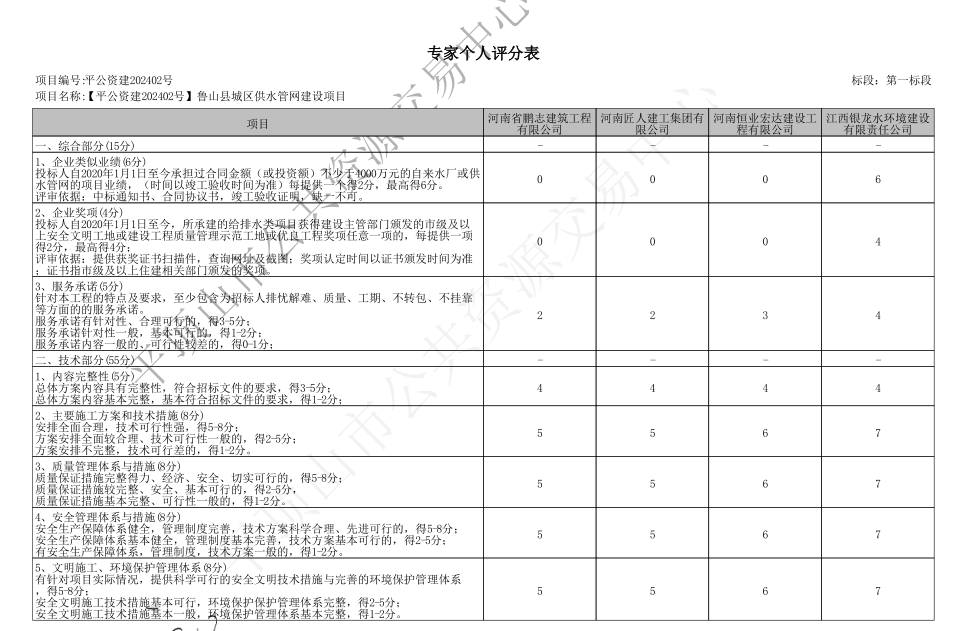 专家个人评分表
项目编号:平公资建202402号 标段：第一标段
项目名称:【平公资建202402号】鲁山县城区供水管网建设项目
项目 河南省鹏志建筑工程有限公司 河南匠人建工集团有限公司 河南恒业宏达建设工程有限公司 江西银龙水环境建设有限责任公司
一、综合部分(15分) － － － －
1、企业类似业绩(6分)
投标人自2020年1月1日至今承担过合同金额（或投资额）不少于4000万元的自来水厂或供
水管网的项目业绩，（时间以竣工验收时间为准）每提供一个得2分，最高得6分。
评审依据：中标通知书、合同协议书，竣工验收证明，缺一不可。
0 0 0 6
2、企业奖项(4分)
投标人自2020年1月1日至今，所承建的给排水类项目获得建设主管部门颁发的市级及以
上安全文明工地或建设工程质量管理示范工地或优良工程奖项任意一项的，每提供一项
得2分，最高得4分；
评审依据：提供获奖证书扫描件，查询网址及截图；奖项认定时间以证书颁发时间为准
；证书指市级及以上住建相关部门颁发的奖项。
0 0 0 4
3、服务承诺(5分)
针对本工程的特点及要求，至少包含为招标人排忧解难、质量、工期、不转包、不挂靠
等方面的的服务承诺。
服务承诺有针对性、合理可行的，得3-5分；
服务承诺针对性一般，基本可行的，得1-2分；
服务承诺内容一般的、可行性较差的，得0-1分；
2 2 3 4
二、技术部分(55分) － － － －
1、内容完整性(5分)
总体方案内容具有完整性，符合招标文件的要求，得3-5分；
总体方案内容基本完整，基本符合招标文件的要求，得1-2分；
4 4 4 4
2、主要施工方案和技术措施(8分)
安排全面合理，技术可行性强，得5-8分；
方案安排全面较合理、技术可行性一般的，得2-5分；
方案安排不完整，技术可行差的，得1-2分。
5 5 6 7
3、质量管理体系与措施(8分)
质量保证措施完整得力、经济、安全、切实可行的，得5-8分；
质量保证措施较完整、安全、基本可行的，得2-5分，
质量保证措施基本完整、可行性一般的，得1-2分。
5 5 6 7
4、安全管理体系与措施(8分)
安全生产保障体系健全，管理制度完善，技术方案科学合理、先进可行的，得5-8分；
安全生产保障体系基本健全，管理制度基本完善，技术方案基本可行的，得2-5分；
有安全生产保障体系，管理制度，技术方案一般的，得1-2分。
5 5 6 7
5、文明施工、环境保护管理体系(8分)
有针对项目实际情况，提供科学可行的安全文明技术措施与完善的环境保护管理体系
，得5-8分；
安全文明施工技术措施基本可行，环境保护保护管理体系完整，得2-5分；
安全文明施工技术措施基本一般，环境保护管理体系基本完整，得1-2分。
5 5 6 7
平顶山市公共资源交易中心
平顶山市公共资源交易中心